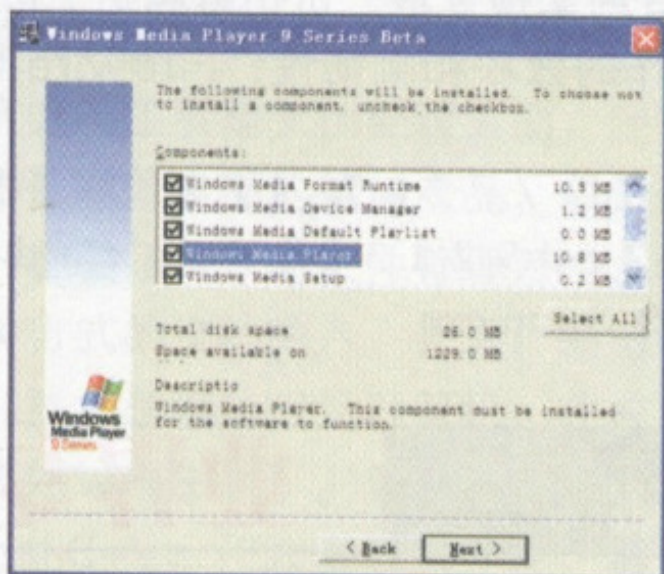 Windows Media Player 9 Series Beta
The following components will be installed. To choose not
to install a component, uncheck the checkbox.
Components:
Windows Media Format Runtime 10.3 MB
Windows Media Device Manager 1.2 MB
Windows Media Default Playlist 0.0 MB
Windows Media Player 10.8 MB
Windows Media Setup 0.2 MB
Select All
Total disk space 26.0 MB
Space available on 1229.0 MB
Descriptio
Windows Media Player. This component must be installed
for the software to function.
Windows
Media Player
9 Series
< Back
Next >